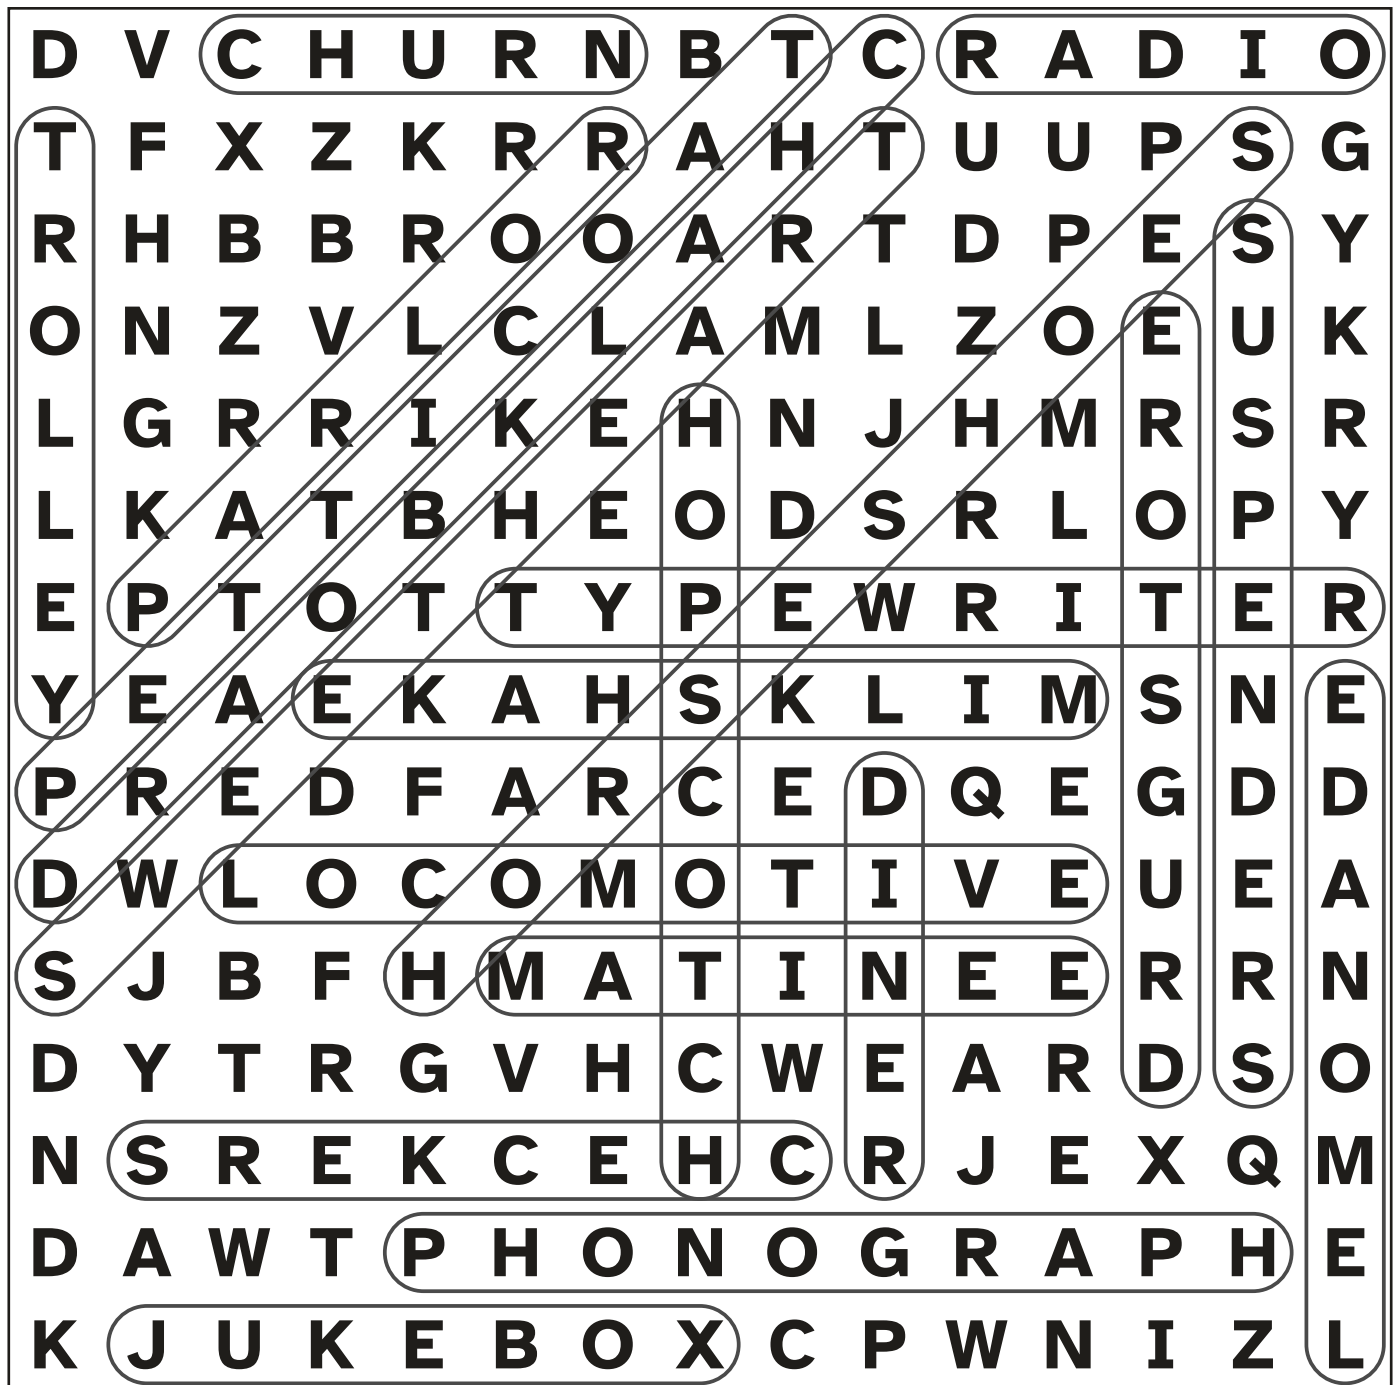 D V C H U R N B T C R A D I O
T F X Z K R R A H T U U P S G
R H B B R O O A R T D P E S Y
O N Z V L C L A M L Z O E U K
L G R R I K E H N J H M R S R
L K A T B H E O D S R L O P Y
E P T O T T Y P E W R I T E R
Y E A E K A H S K L I M S N E
P R E D F A R C E D Q E G D D
D W L O C O M O T I V E U E A
S J B F H M A T I N E E R R N
D Y T R G V H C W E A R D S O
N S R E K C E H C R J E X Q M
D A W T P H O N O G R A P H E
K J U K E B O X C P W N I Z L